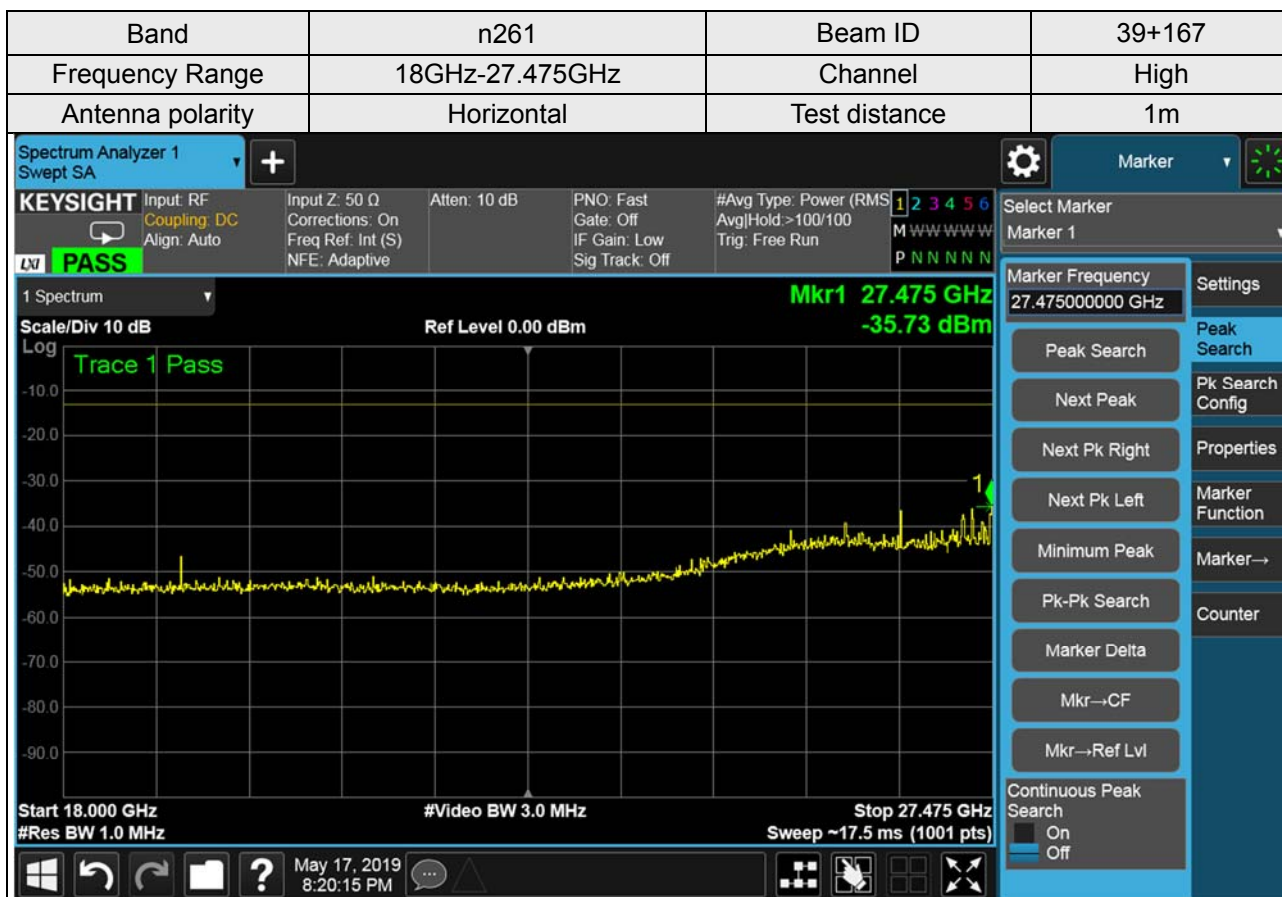 Band n261 Beam ID 39+167
Frequency Range 18GHz-27.475GHz Channel High
Antenna polarity Horizontal Test distance 1m
Spectrum Analyzer 1
Swept SA
+
Marker
KEYSIGHT
LXI PASS
Input: RF
Coupling: DC
Align: Auto
Input Z: 50 Ω
Corrections: On
Freq Ref: Int (S)
NFE: Adaptive
Atten: 10 dB
PNO: Fast
Gate: Off
IF Gain: Low
Sig Track: Off
#Avg Type: Power (RMS
Avg|Hold:>100/100
Trig: Free Run
1 2 3 4 5 6
M W W W W W
P N N N N N
Select Marker
Marker 1
1 Spectrum
Scale/Div 10 dB
Ref Level 0.00 dBm
Mkr1 27.475 GHz
-35.73 dBm
Log
Trace 1 Pass
-10.0
-20.0
-30.0
-40.0
-50.0
-60.0
-70.0
-80.0
-90.0
1
Start 18.000 GHz
#Res BW 1.0 MHz
#Video BW 3.0 MHz
Stop 27.475 GHz
Sweep ~17.5 ms (1001 pts)
Marker Frequency
27.475000000 GHz
Peak Search
Next Peak
Next Pk Right
Next Pk Left
Minimum Peak
Pk-Pk Search
Marker Delta
Mkr→CF
Mkr→Ref Lvl
Continuous Peak
Search
On
Off
Settings
Peak
Search
Pk Search
Config
Properties
Marker
Function
Marker→
Counter
?
May 17, 2019
8:20:15 PM